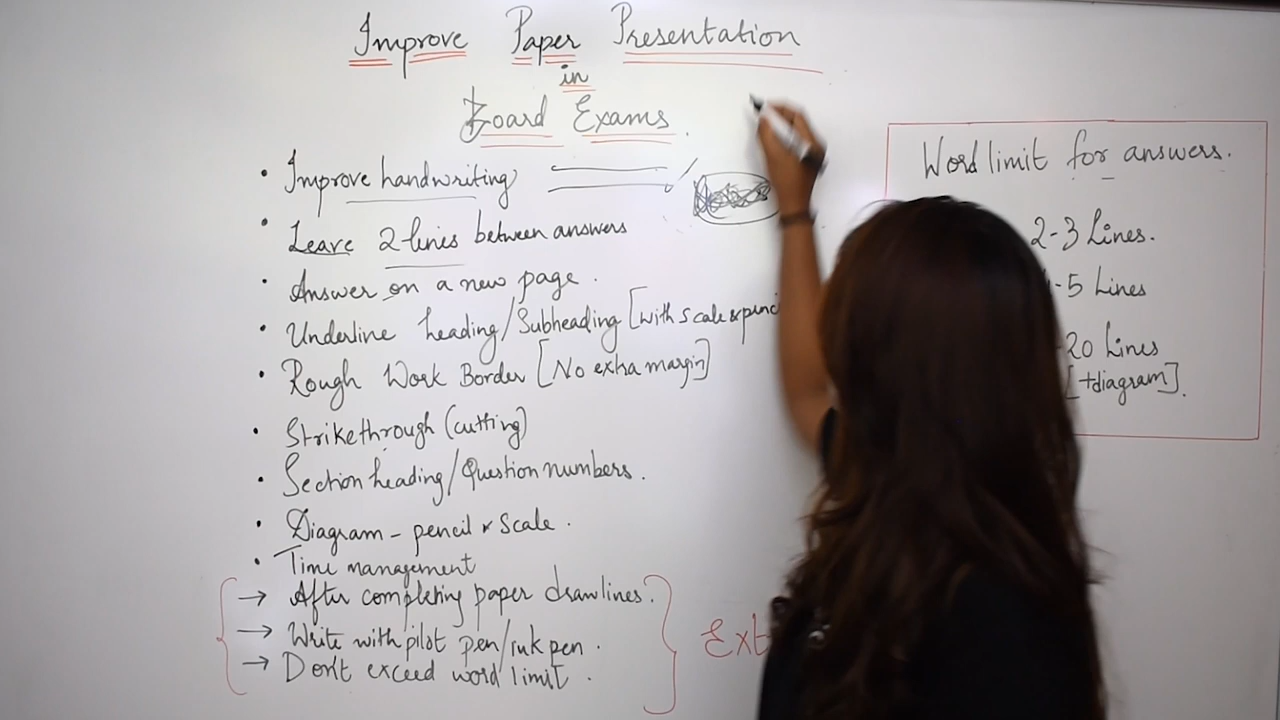 Improve Paper Presentation
in
Board Exams.
• Improve handwriting
• Leave 2 lines between answers
• Answer on a new page.
• Underline heading/Subheading [with scale & penci
• Rough Work Border [No extra margin]
• Strikethrough (cutting)
• Section heading/Question numbers.
• Diagram - pencil & scale.
• Time management
→ After completing paper drawlines.
→ Write with pilot pen/ink pen.
→ Don't exceed word limit.
Ext
Word limit for answers.
2-3 Lines.
-5 Lines
-20 Lines
[+diagram].